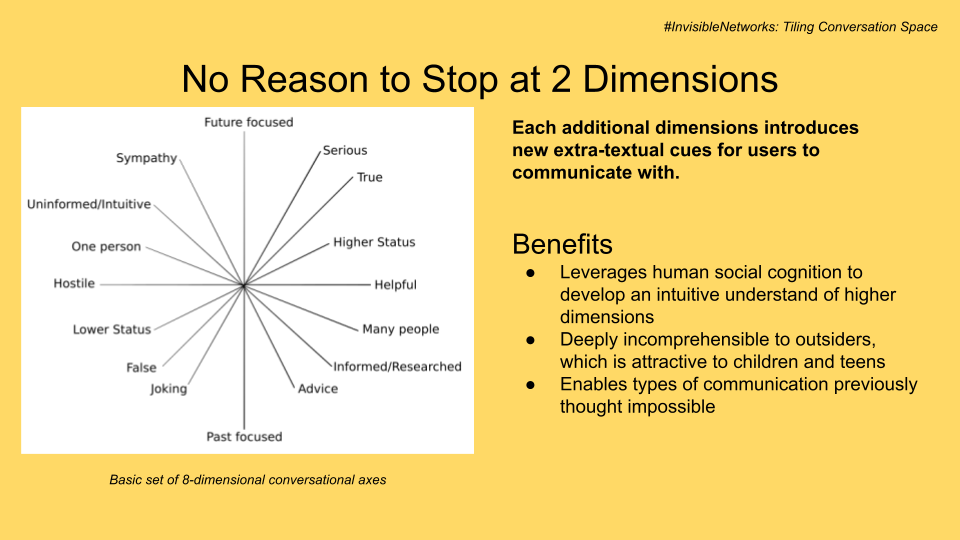 #InvisibleNetworks: Tiling Conversation Space
No Reason to Stop at 2 Dimensions
Future focused
Serious
Sympathy
True
Uninformed/Intuitive
Higher Status
One person
Hostile
Helpful
Lower Status
Many people
False
Informed/Researched
Joking
Advice
Past focused
Basic set of 8-dimensional conversational axes
Each additional dimensions introduces
new extra-textual cues for users to
communicate with.
Benefits
● Leverages human social cognition to
develop an intuitive understand of higher
dimensions
● Deeply incomprehensible to outsiders,
which is attractive to children and teens
● Enables types of communication previously
thought impossible